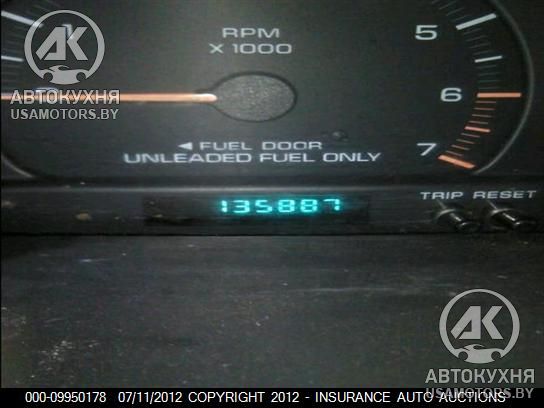 RPM
X 1000
1
5
6
7
AK
АВТОКУХНЯ
USAMOTORS.BY
◄ FUEL DOOR
UNLEADED FUEL ONLY
TRIP RESET
135887
AK
АВТОКУХНЯ
USAMOTORS.BY
000-09950178 07/11/2012 COPYRIGHT 2012 - INSURANCE AUTO AUCTIONS